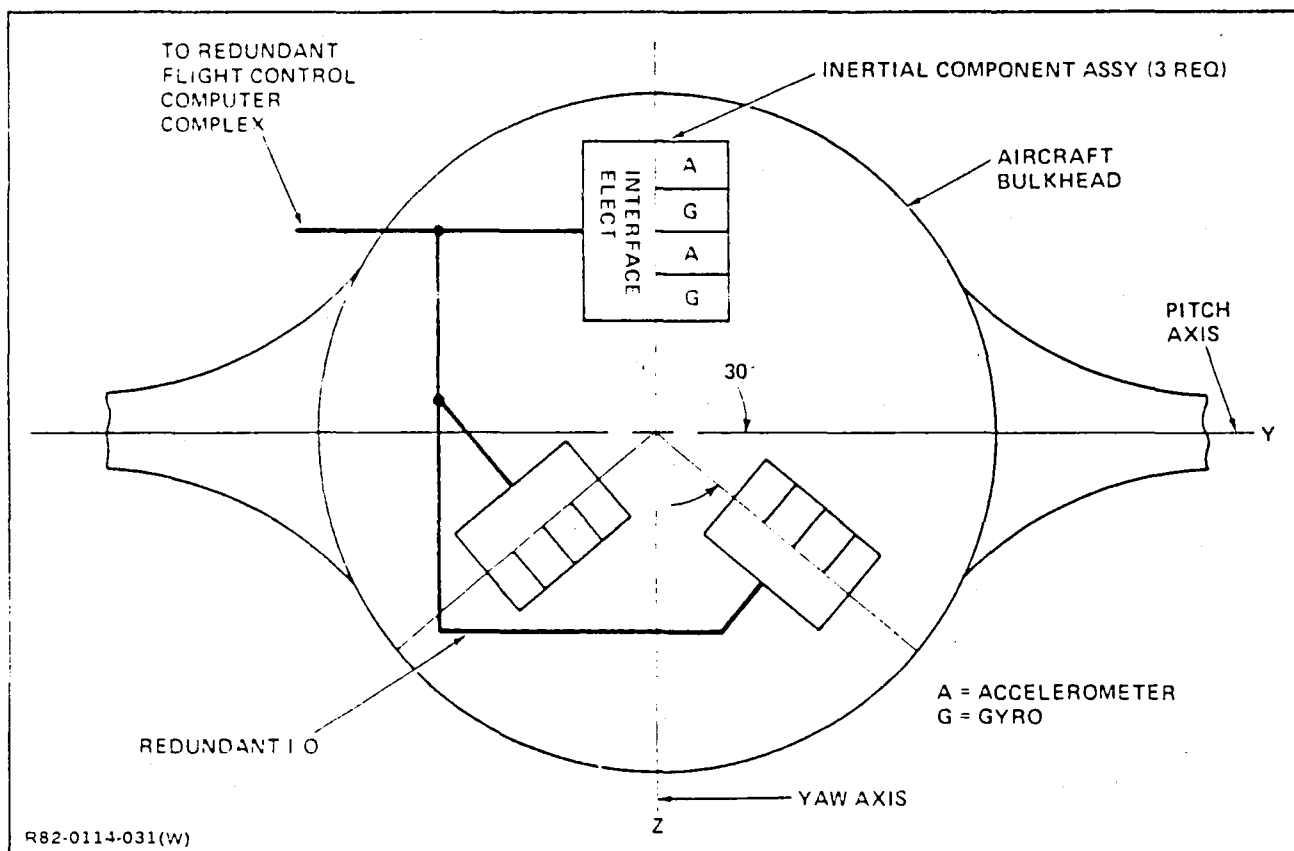 TO REDUNDANT
FLIGHT CONTROL
COMPUTER
COMPLEX
INERTIAL COMPONENT ASSY (3 REQ)
AIRCRAFT
BULKHEAD
INTERFACE
ELECT
A
G
A
G
PITCH
AXIS
30
Y
A = ACCELEROMETER
G = GYRO
REDUNDANT I O
YAW AXIS
Z
R82-0114-031(W)